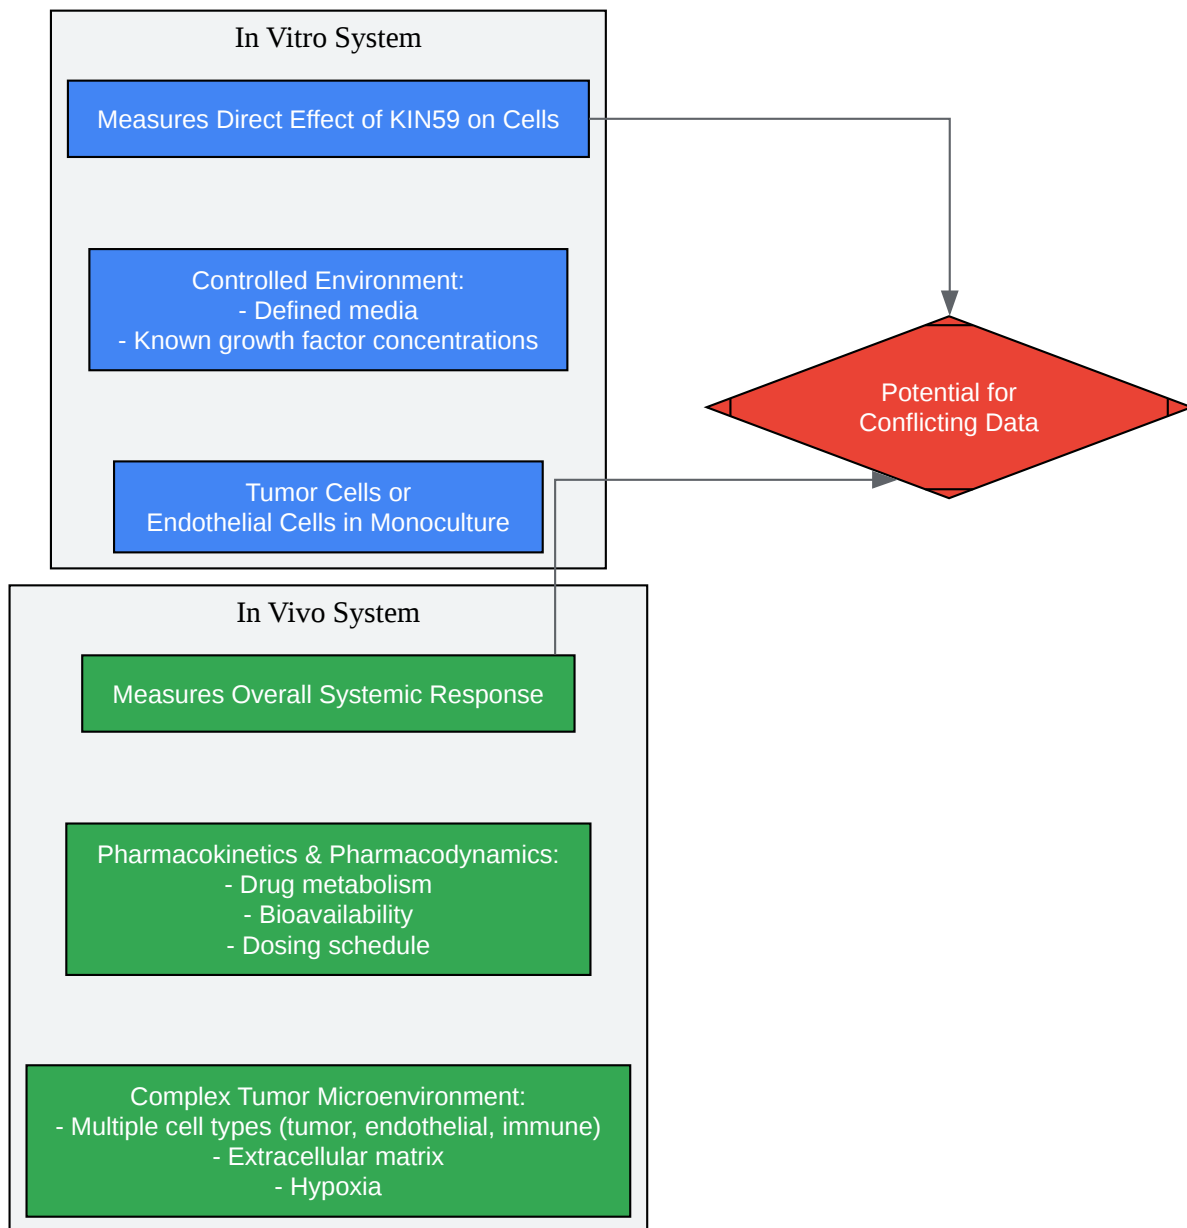 In Vitro System
Measures Direct Effect of KIN59 on Cells
Controlled Environment:
- Defined media
- Known growth factor concentrations
Tumor Cells or
Endothelial Cells in Monoculture
Potential for
Conflicting Data
In Vivo System
Measures Overall Systemic Response
Pharmacokinetics & Pharmacodynamics:
- Drug metabolism
- Bioavailability
- Dosing schedule
Complex Tumor Microenvironment:
- Multiple cell types (tumor, endothelial, immune)
- Extracellular matrix
- Hypoxia